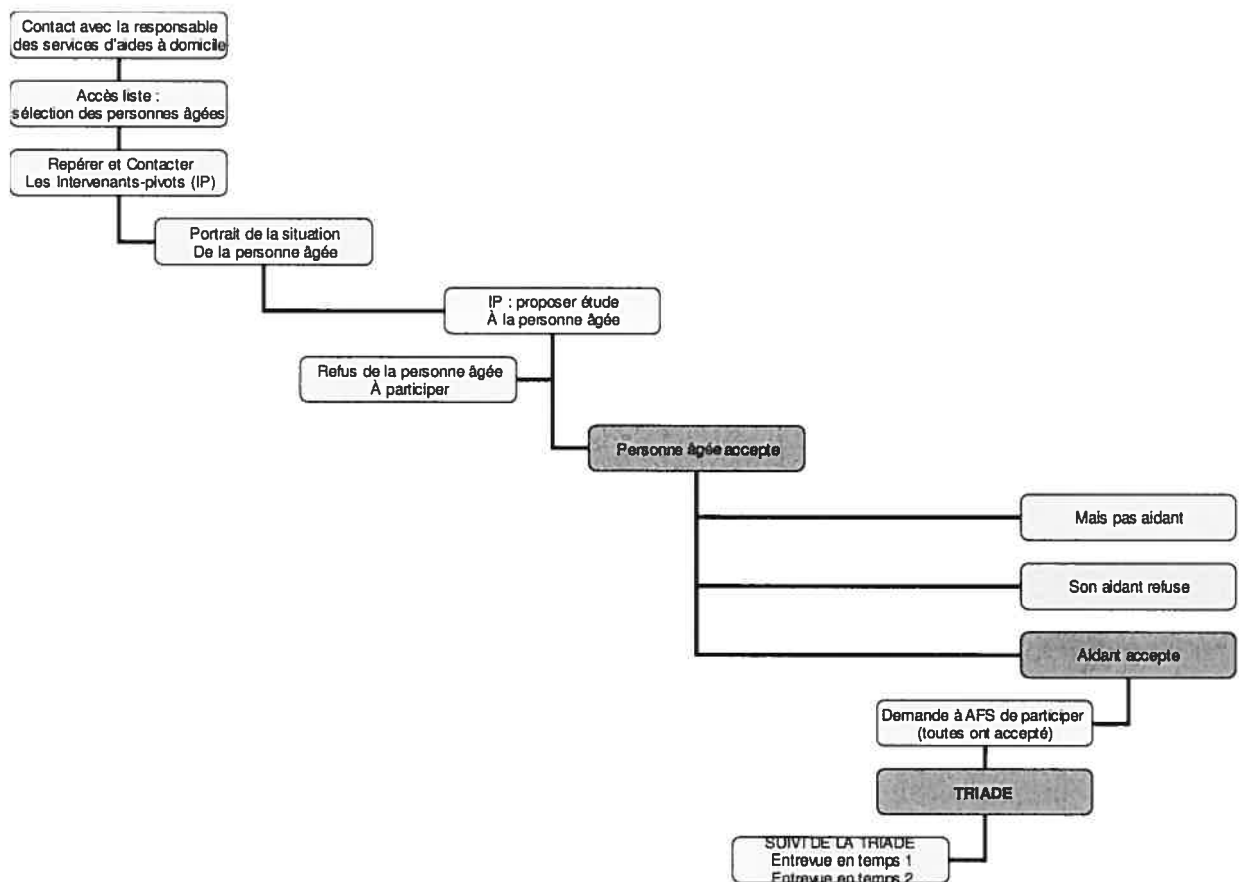 Contact avec la responsable
des services d'aides à domicile
Accès liste :
sélection des personnes âgées
Repérer et Contacter
Les Intervenants-pivots (IP)
Portrait de la situation
De la personne âgée
IP : proposer étude
À la personne âgée
Refus de la personne âgée
À participer
Personne âgée accepte
Mais pas aidant
Son aidant refuse
Aidant accepte
Demande à AFS de participer
(toutes ont accepté)
TRIADE
SUIVI DE LA TRIADE
Entrevue en temps 1
Entrevue en temps 2